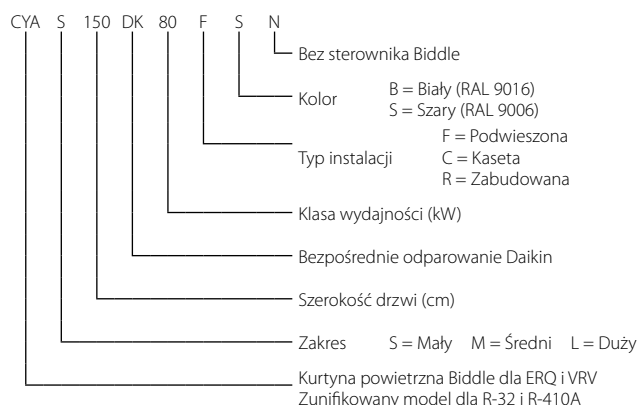 CYA S 150 DK 80 F S N
Bez sterownika Biddle
Kolor B = Biały (RAL 9016)
S = Szary (RAL 9006)
Typ instalacji F = Podwieszona
C = Kaseta
R = Zabudowana
Klasa wydajności (kW)
Bezpośrednie odparowanie Daikin
Szerokość drzwi (cm)
Zakres S = Mały M = Średni L = Duży
Kurtyna powietrzna Biddle dla ERQ i VRV
Zunifikowany model dla R-32 i R-410A